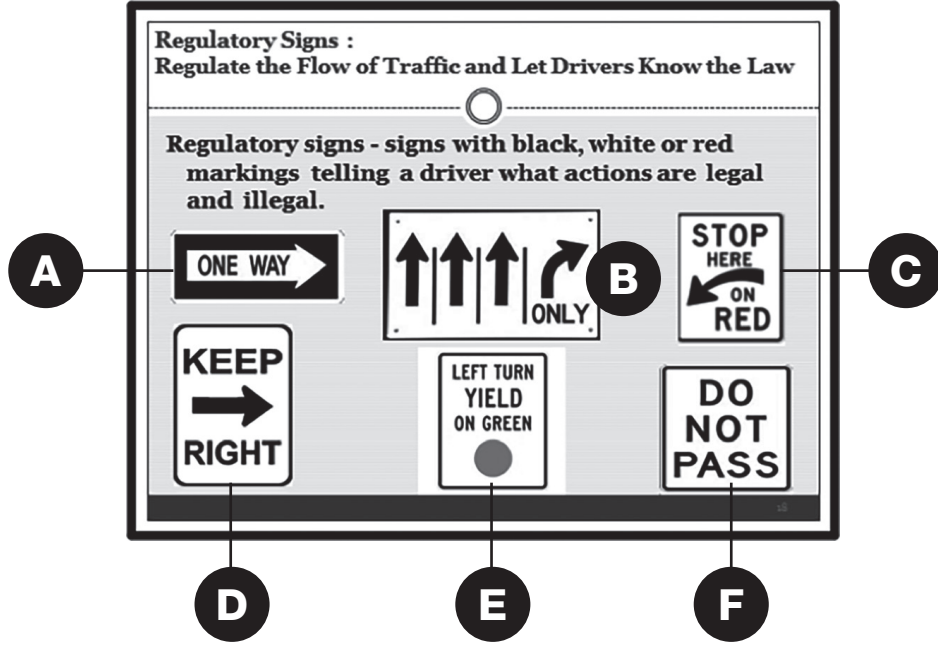 Regulatory Signs :
Regulate the Flow of Traffic and Let Drivers Know the Law
Regulatory signs - signs with black, white or red
markings telling a driver what actions are legal
and illegal.
A
ONE WAY
ONLY
B
STOP
HERE
ON
RED
C
KEEP
RIGHT
LEFT TURN
YIELD
ON GREEN
DO
NOT
PASS
D
E
F